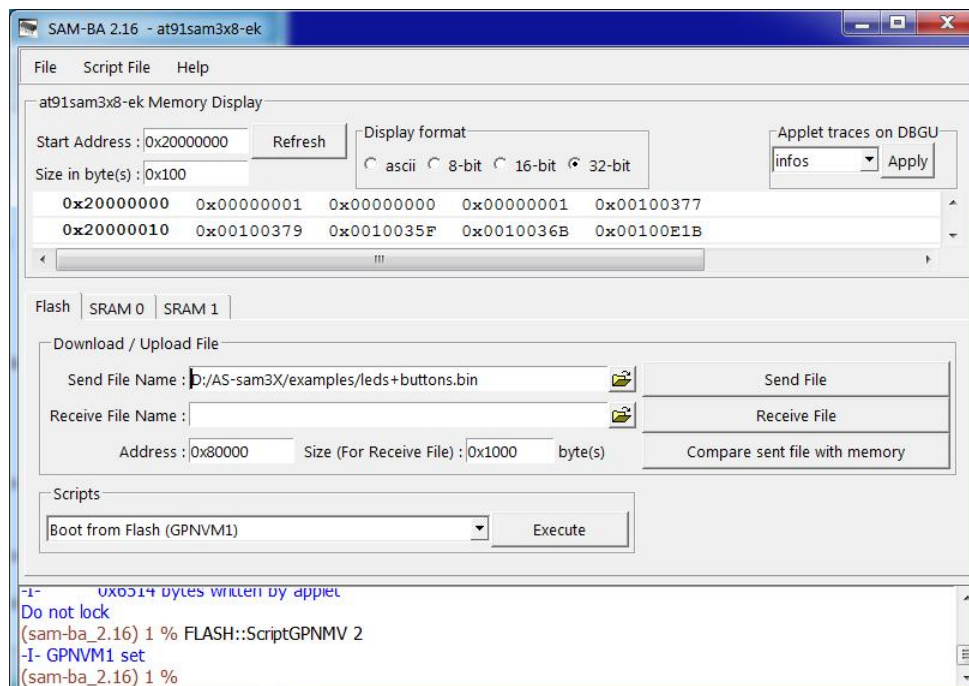 SAM-BA 2.16 - at91sam3x8-ek
File Script File Help
at91sam3x8-ek Memory Display
Start Address : 0x20000000 Refresh
Size in byte(s) : 0x100
Display format
ascii 8-bit 16-bit 32-bit
Applet traces on DBGU
infos Apply
0x20000000 0x00000001 0x00000000 0x00000001 0x00100377
0x20000010 0x00100379 0x0010035F 0x0010036B 0x00100E1B
Flash SRAM 0 SRAM 1
Download / Upload File
Send File Name : D:/AS-sam3X/examples/leds+buttons.bin Send File
Receive File Name : Receive File
Address : 0x80000 Size (For Receive File) : 0x1000 byte(s) Compare sent file with memory
Scripts
Boot from Flash (GPNVM1) Execute
-I- 0x6514 bytes written by applet
Do not lock
(sam-ba_2.16) 1 % FLASH::ScriptGPNMV 2
-I- GPNVM1 set
(sam-ba_2.16) 1 %